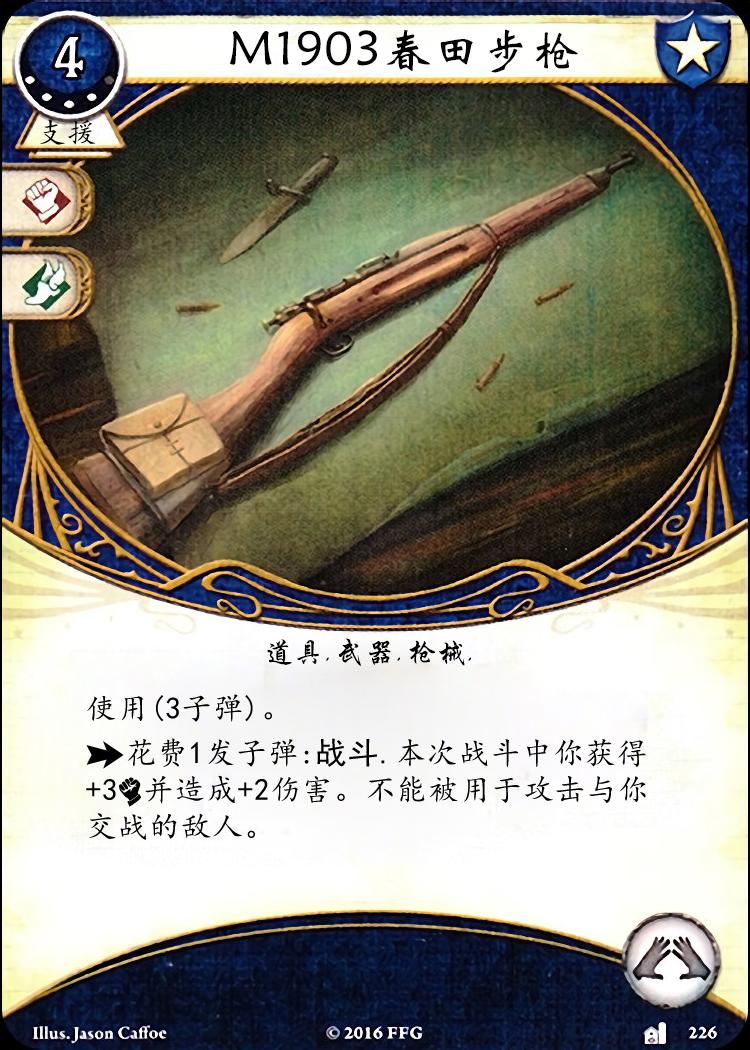 4
M1903春田步枪
支援
道具.武器.枪械.
使用(3子弹)。
花费1发子弹:战斗.本次战斗中你获得
+3并造成+2伤害。不能被用于攻击与你
交战的敌人。
Illus. Jason Caffoe
© 2016 FFG
226